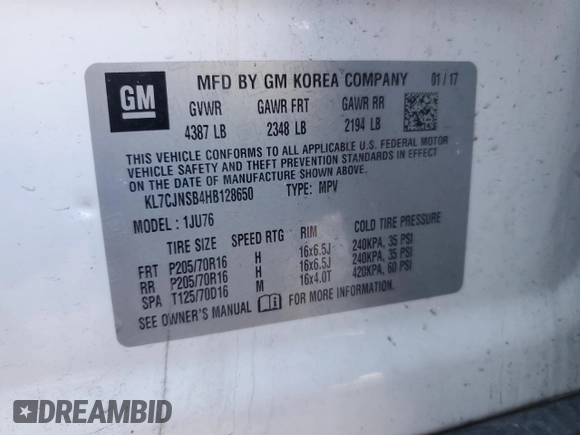 GM
MFD BY GM KOREA COMPANY 01/17
GVWR GAWR FRT GAWR RR
4387 LB 2348 LB 2194 LB
THIS VEHICLE CONFORMS TO ALL APPLICABLE U.S. FEDERAL MOTOR
VEHICLE SAFETY AND THEFT PREVENTION STANDARDS IN EFFECT
ON THE DATE OF MANUFACTURE SHOWN ABOVE.
KL7CJNSB4HB128650 TYPE: MPV
MODEL: 1JU76
TIRE SIZE SPEED RTG RIM COLD TIRE PRESSURE
FRT P205/70R16 H 16x6.5J 240KPA, 35 PSI
RR P205/70R16 H 16x6.5J 240KPA, 35 PSI
SPA T125/70D16 M 16x4.0T 420KPA, 60 PSI
SEE OWNER'S MANUAL FOR MORE INFORMATION.
DREAMBID